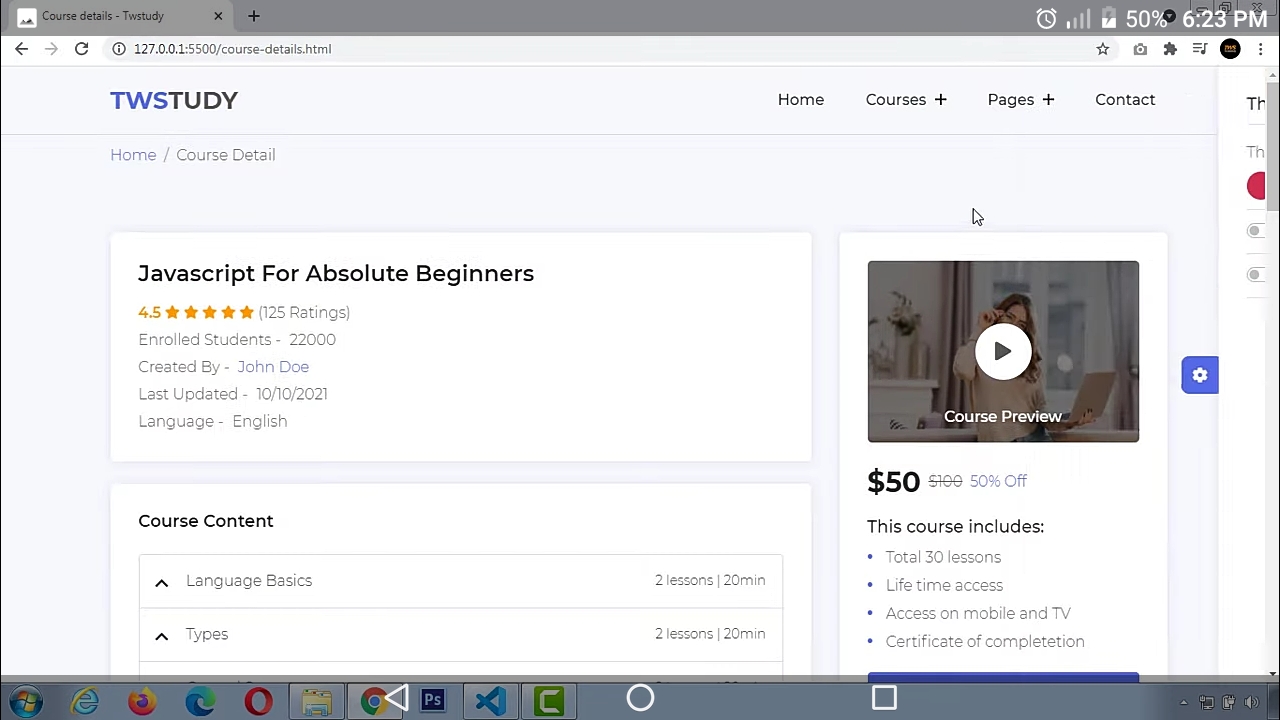 Course details - Twstudy
50% 6:23 PM
127.0.0.1:5500/course-details.html
TWSTUDY
Home Courses + Pages + Contact
Th
Home / Course Detail
Th
Javascript For Absolute Beginners
4.5 (125 Ratings)
Enrolled Students - 22000
Created By - John Doe
Last Updated - 10/10/2021
Language - English
Course Preview
$50 $100 50% Off
This course includes:
• Total 30 lessons
• Life time access
• Access on mobile and TV
• Certificate of completetion
Course Content
Language Basics 2 lessons | 20min
Types 2 lessons | 20min
Ps